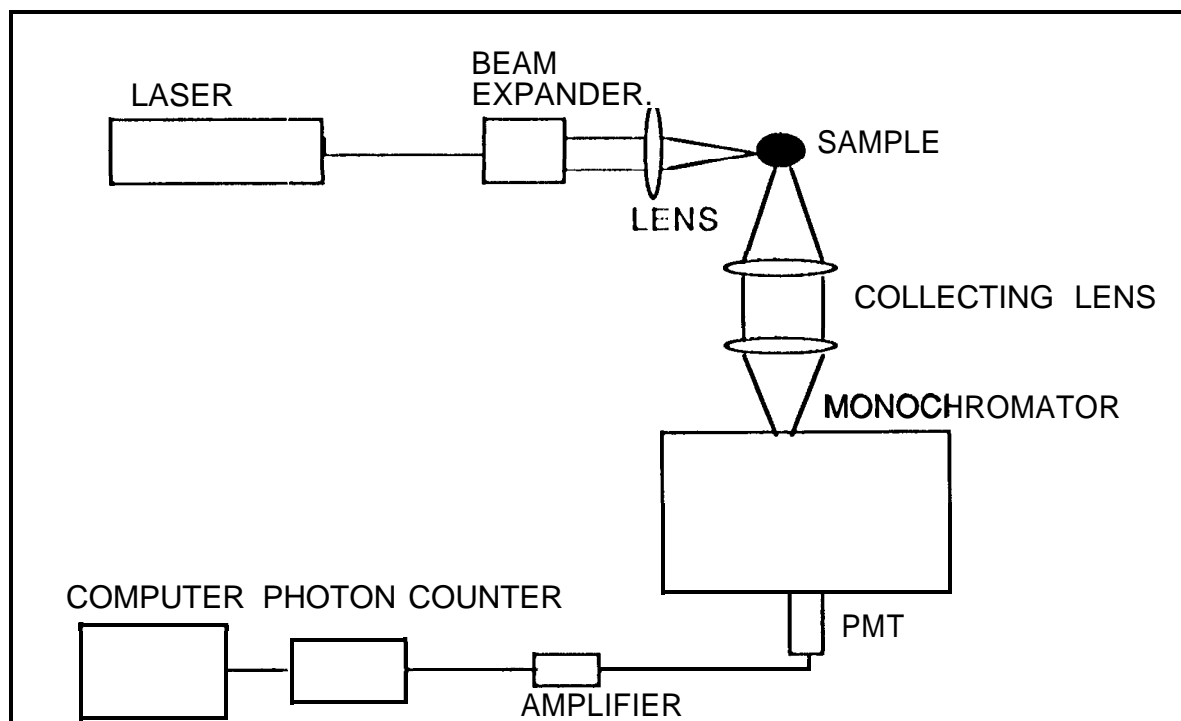 BEAM
EXPANDER.
LASER
SAMPLE
LENS
COLLECTING LENS
MONOCHROMATOR
COMPUTER PHOTON COUNTER
PMT
AMPLIFIER